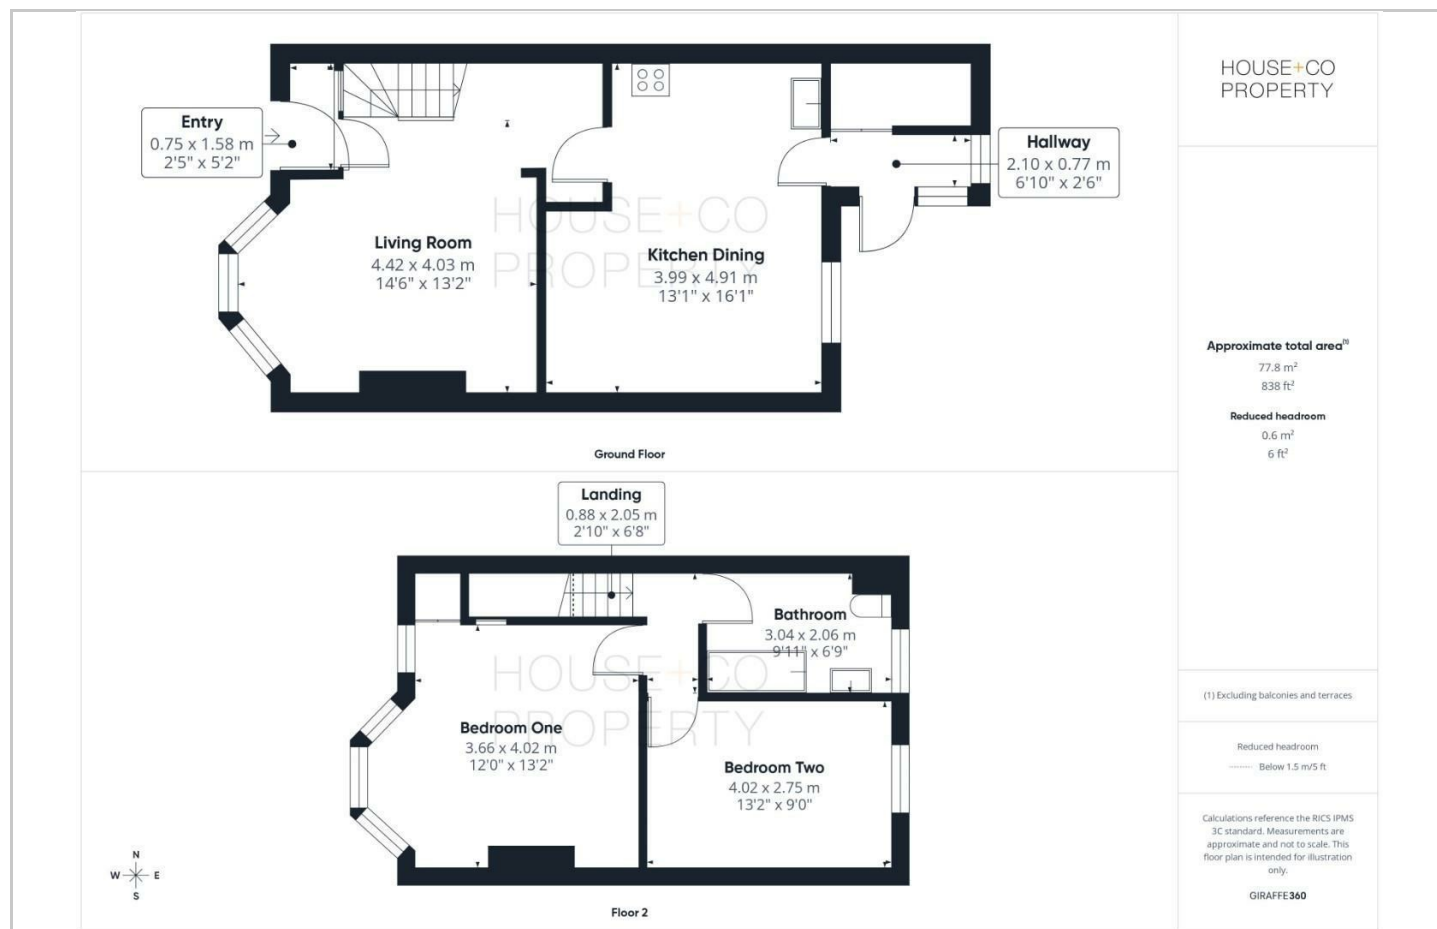 Entry
0.75 x 1.58 m
2'5" x 5'2"
Hallway
2.10 x 0.77 m
6'10" x 2'6"
HOUSE+CO
PROPERTY
Living Room
4.42 x 4.03 m
14'6" x 13'2"
Kitchen Dining
3.99 x 4.91 m
13'1" x 16'1"
Ground Floor
HOUSE+CO
PROPERTY
Approximate total area(1)
77.8 m²
838 ft²
Reduced headroom
0.6 m²
6 ft²
Landing
0.88 x 2.05 m
2'10" x 6'8"
Bathroom
3.04 x 2.06 m
9'11" x 6'9"
HOUSE+CO
PROPERTY
Bedroom One
3.66 x 4.02 m
12'0" x 13'2"
Bedroom Two
4.02 x 2.75 m
13'2" x 9'0"
N
W E
S
Floor 2
(1) Excluding balconies and terraces
Reduced headroom
Below 1.5 m/5 ft
Calculations reference the RICS IPMS
3C standard. Measurements are
approximate and not to scale. This
floor plan is intended for illustration
only.
GIRAFFE360